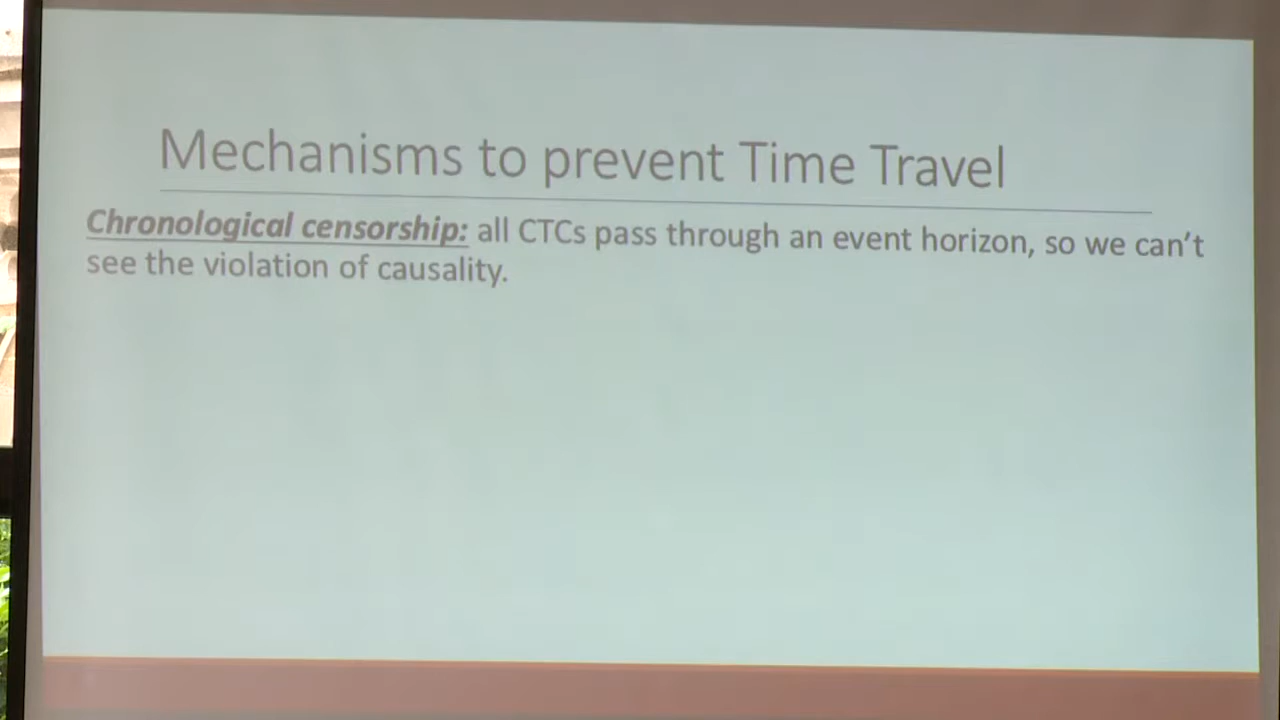 Mechanisms to prevent Time Travel
Chronological censorship: all CTCs pass through an event horizon, so we can't
see the violation of causality.